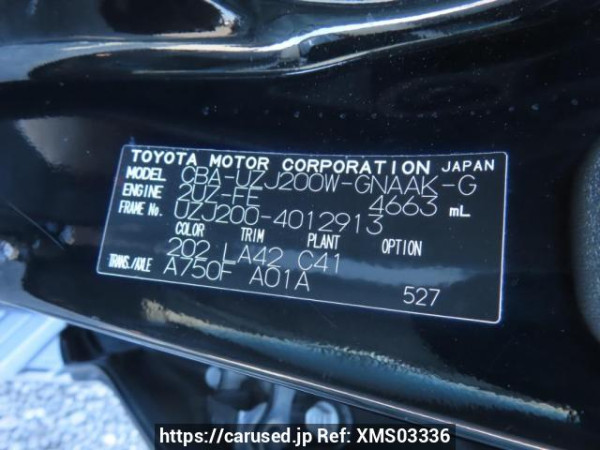 TOYOTA MOTOR CORPORATION JAPAN
MODEL CBA-UZJ200W-GNAAK-G
ENGINE 2UZ-FE 4663 mL
FRAME No. UZJ200-4012913
COLOR TRIM PLANT OPTION
202 LA42 C41
TRANS./AXLE A750F A01A
527
https://carused.jp Ref: XMS03336